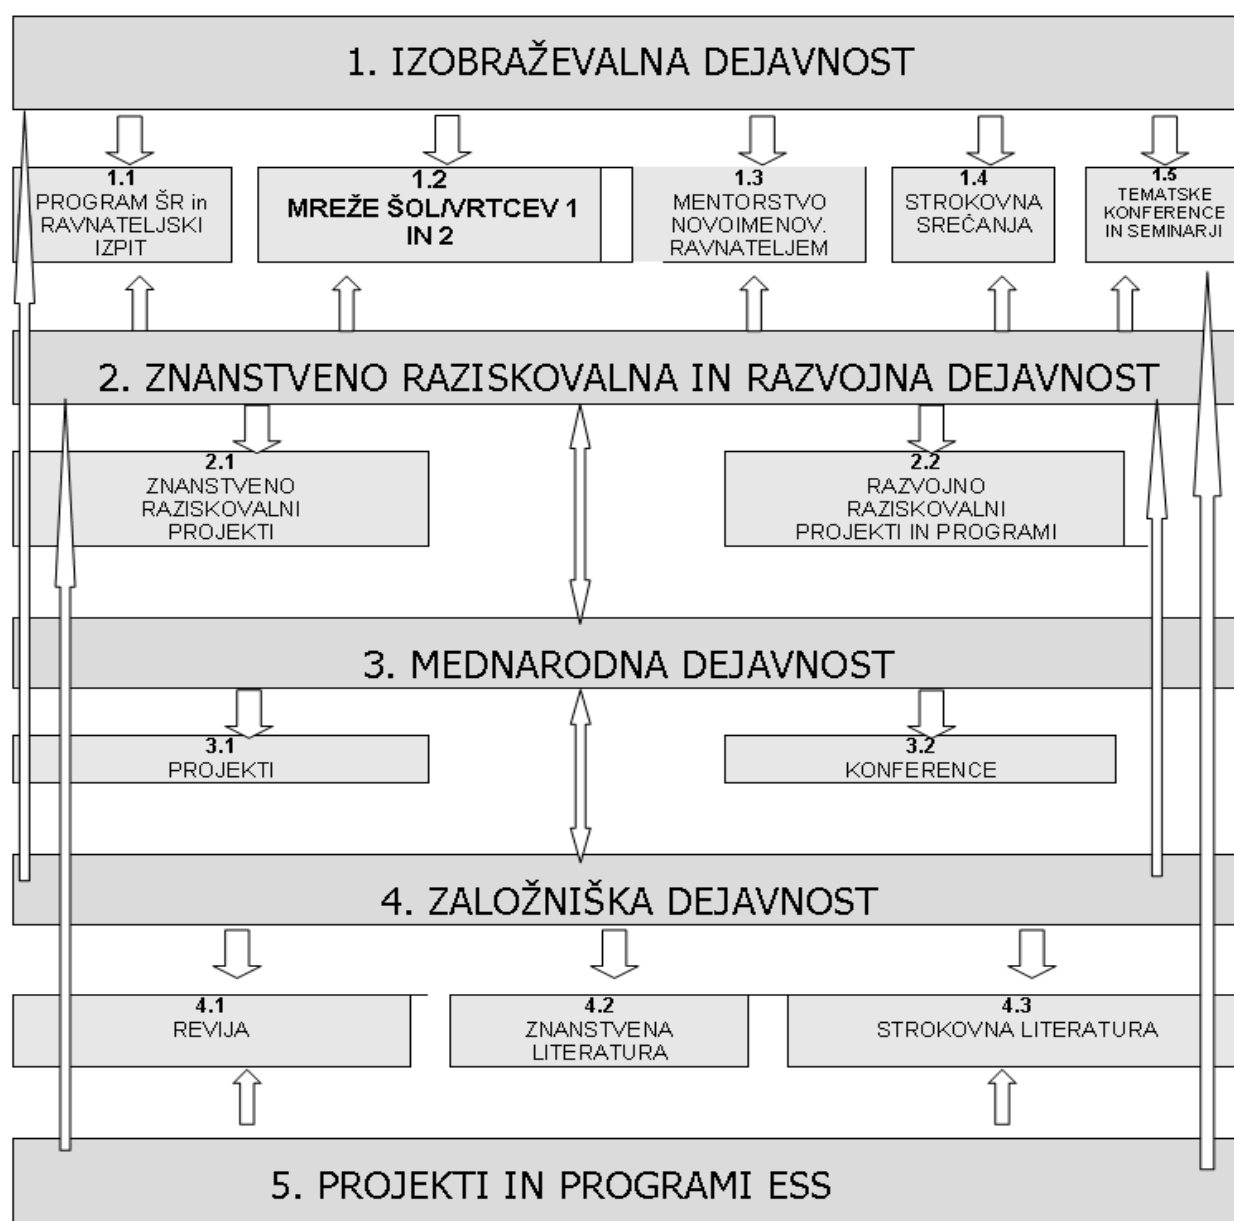 1. IZOBRAŽEVALNA DEJAVNOST
1.1
PROGRAM ŠR in
RAVNATELJSKI
IZPIT
1.2
MREŽE ŠOL/VRTCEV 1
IN 2
1.3
MENTORSTVO
NOVOIMENOV.
RAVNATELJEM
1.4
STROKOVNA
SREČANJA
1.5
TEMATSKE
KONFERENCE
IN SEMINARJI
2. ZNANSTVENO RAZISKOVALNA IN RAZVOJNA DEJAVNOST
2.1
ZNANSTVENO
RAZISKOVALNI
PROJEKTI
2.2
RAZVOJNO
RAZISKOVALNI
PROJEKTI IN PROGRAMI
3. MEDNARODNA DEJAVNOST
3.1
PROJEKTI
3.2
KONFERENCE
4. ZALOŽNIŠKA DEJAVNOST
4.1
REVIJA
4.2
ZNANSTVENA
LITERATURA
4.3
STROKOVNA LITERATURA
5. PROJEKTI IN PROGRAMI ESS